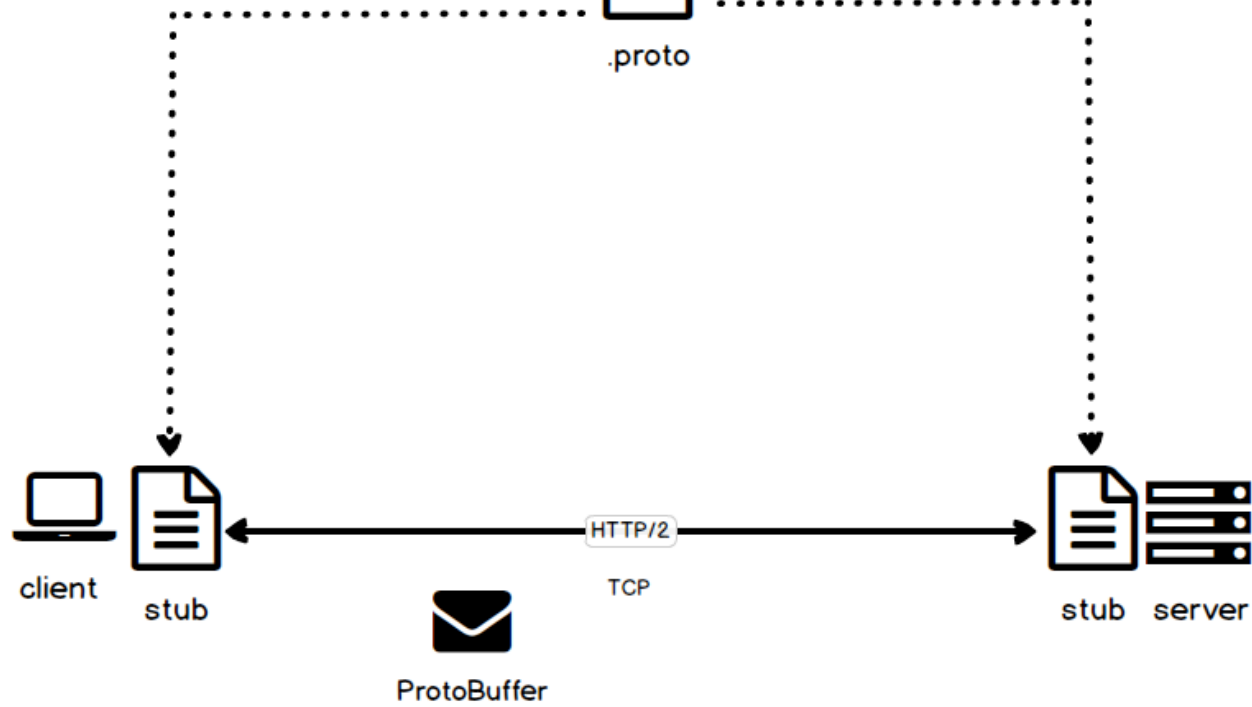 .proto
HTTP/2
client
stub
TCP
stub
server
ProtoBuffer